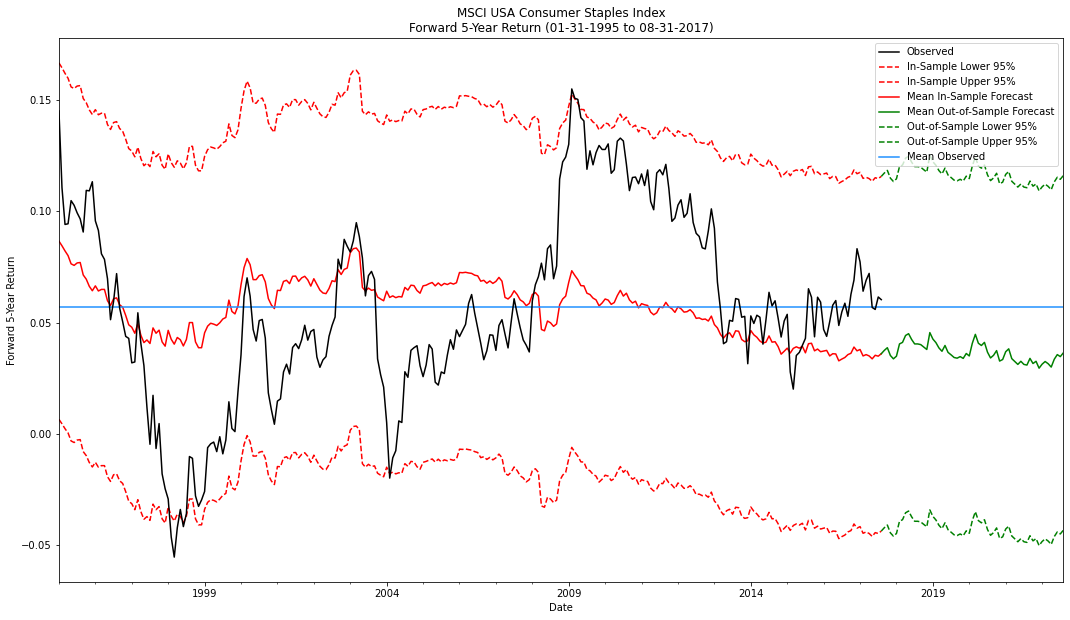 MSCI USA Consumer Staples Index
Forward 5-Year Return (01-31-1995 to 08-31-2017)
Observed
In-Sample Lower 95%
In-Sample Upper 95%
Mean In-Sample Forecast
Mean Out-of-Sample Forecast
Out-of-Sample Lower 95%
Out-of-Sample Upper 95%
Mean Observed
Forward 5-Year Return
0.15
0.10
0.05
0.00
−0.05
1999
2004
2009
2014
2019
Date